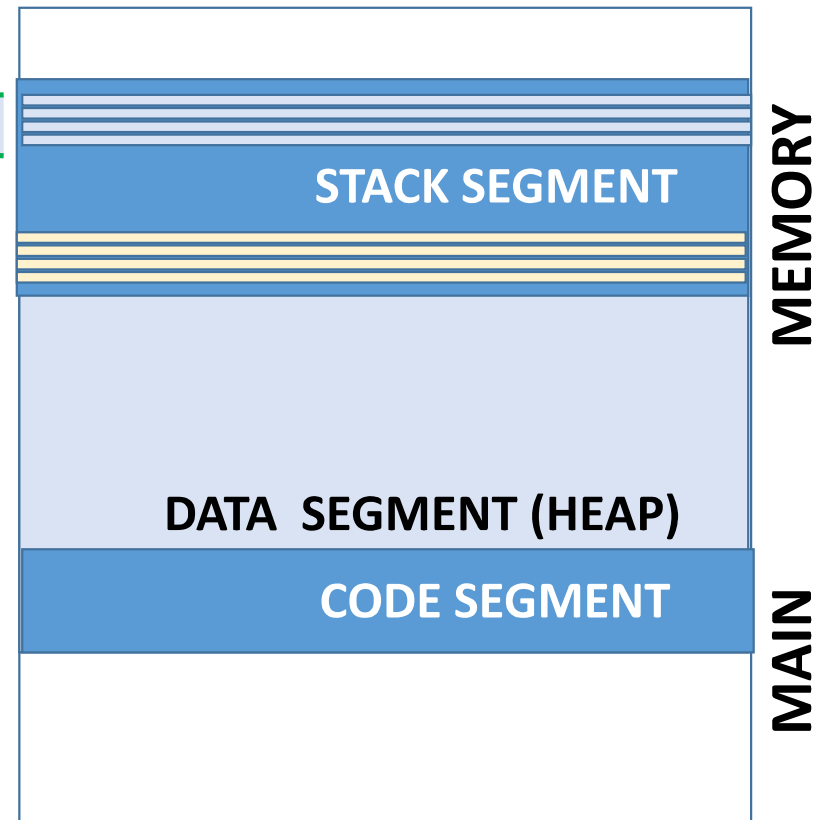 STACK SEGMENT
DATA  SEGMENT (HEAP)
CODE SEGMENT
MAIN MEMORY